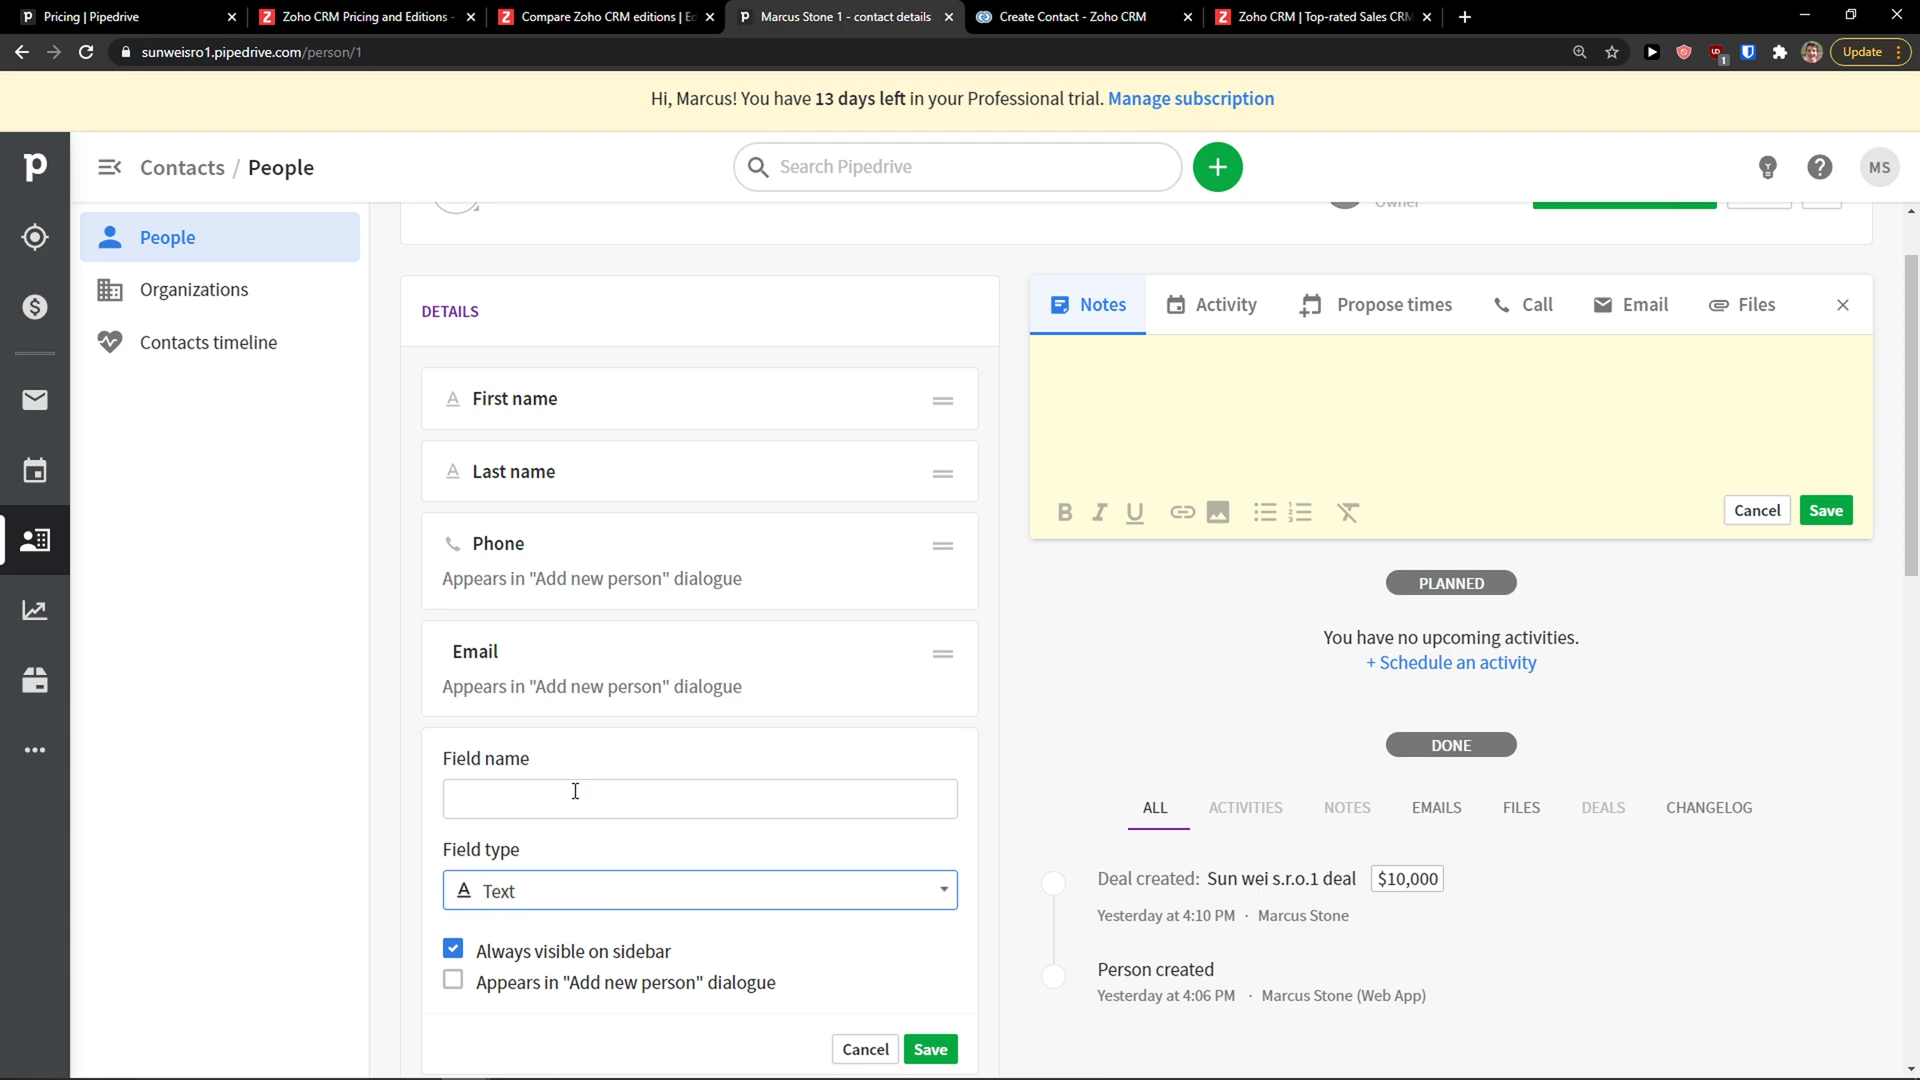 Pricing | Pipedrive
Zoho CRM Pricing and Editions -
Compare Zoho CRM editions | Ec
Marcus Stone 1 - contact details
Create Contact - Zoho CRM
Zoho CRM | Top-rated Sales CRM
sunweisro1.pipedrive.com/person/1
1
Update
Hi, Marcus! You have 13 days left in your Professional trial. Manage subscription
Contacts / People
Search Pipedrive
MS
People
Organizations
Contacts timeline
Owner
DETAILS
First name
Last name
Phone
Appears in "Add new person" dialogue
Email
Appears in "Add new person" dialogue
Field name
Field type
Text
Always visible on sidebar
Appears in "Add new person" dialogue
Cancel
Save
Notes
Activity
Propose times
Call
Email
Files
Cancel
Save
PLANNED
You have no upcoming activities.
+ Schedule an activity
DONE
ALL
ACTIVITIES
NOTES
EMAILS
FILES
DEALS
CHANGELOG
Deal created: Sun wei s.r.o.1 deal $10,000
Yesterday at 4:10 PM · Marcus Stone
Person created
Yesterday at 4:06 PM · Marcus Stone (Web App)